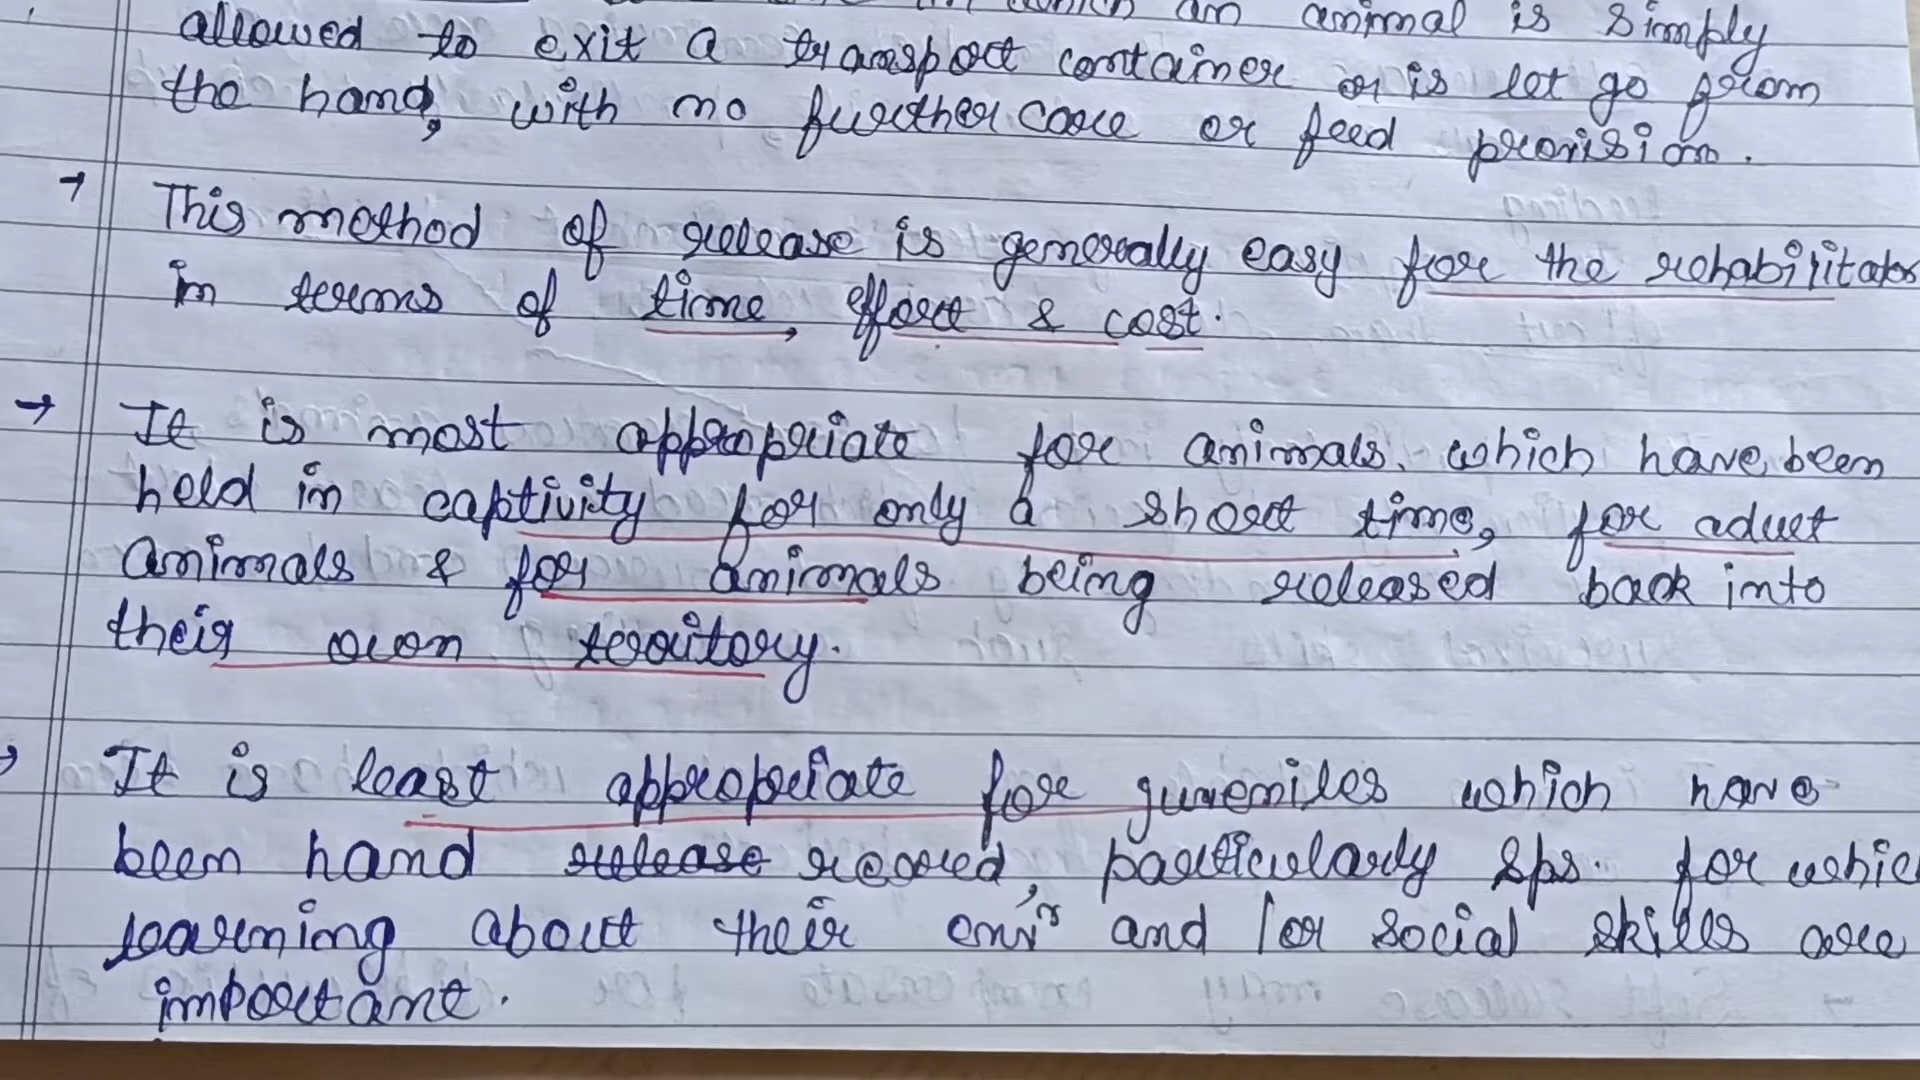 which an animal is simply
allowed to exit a transport container or is let go from
the hand, with no further care or feed provision.
→ This method of release is generally easy for the rehabilitator
in terms of time, effort & cost.
→ It is most appropriate for animals. which have been
held in captivity for only a short time, for adult
animals & for animals being released back into
their own territory.
→ It is least appropriate for juveniles which have
been hand release reared, particularly sps. for whic
learning about their envi^r and/or social skills are
important.